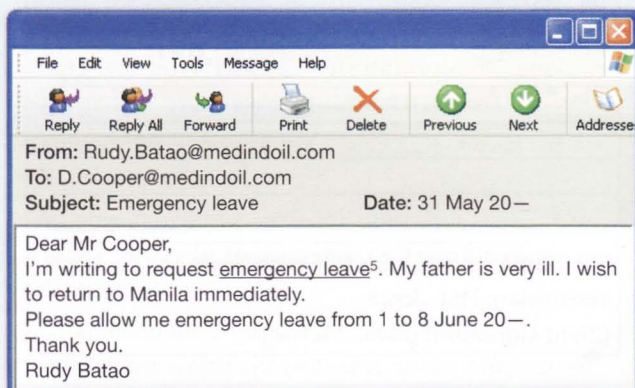 File Edit View Tools Message Help
Reply Reply All Forward Print Delete Previous Next Addresse
From: Rudy.Batao@medindoil.com
To: D.Cooper@medindoil.com
Subject: Emergency leave Date: 31 May 20—
Dear Mr Cooper,
I'm writing to request emergency leave⁵. My father is very ill. I wish
to return to Manila immediately.
Please allow me emergency leave from 1 to 8 June 20—.
Thank you.
Rudy Batao